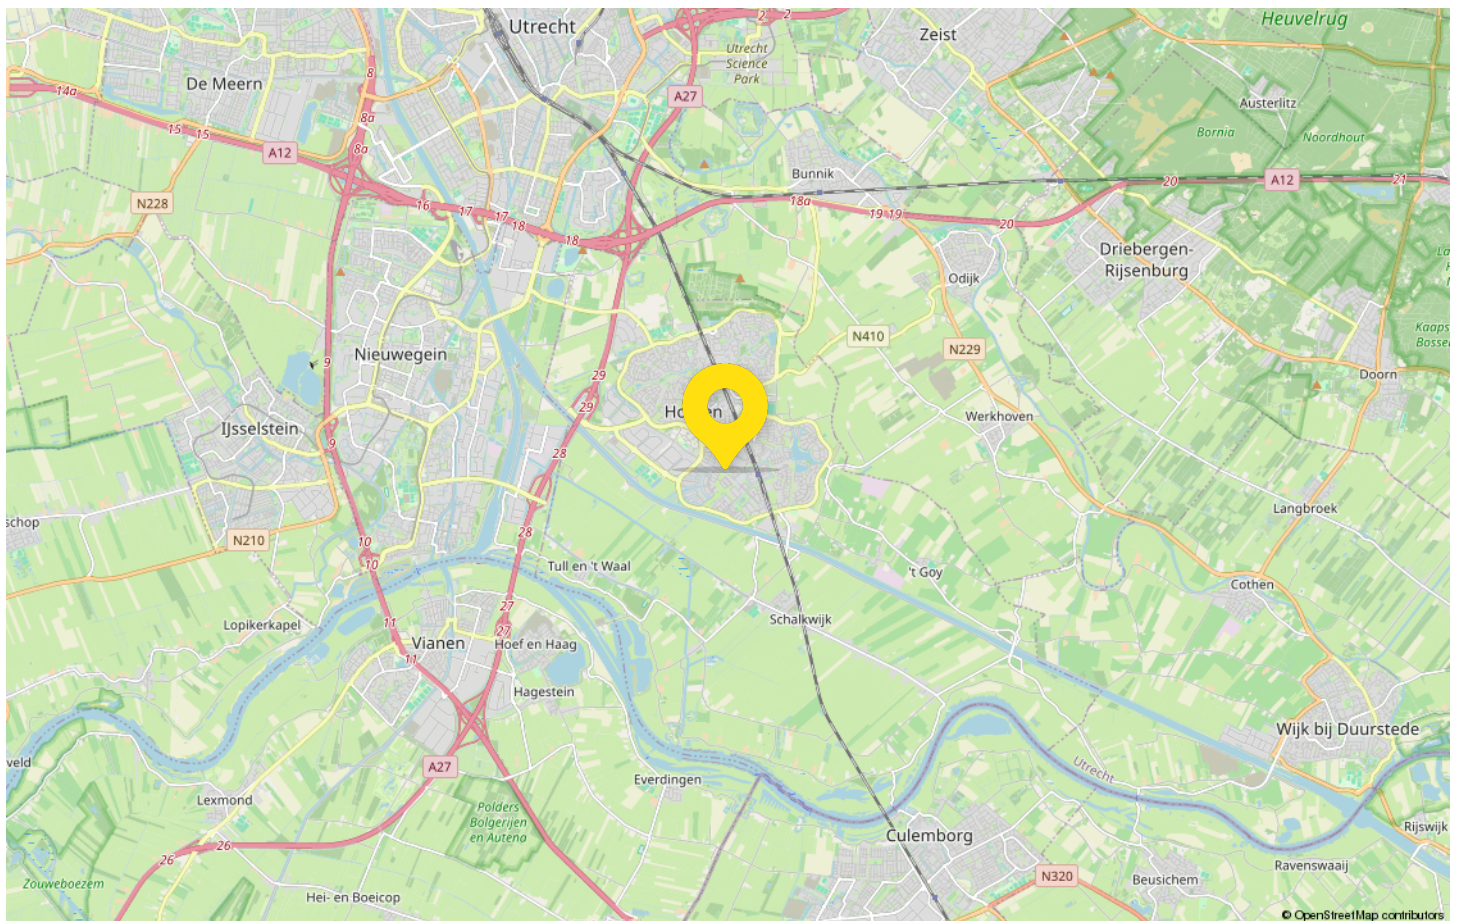 Utrecht
Heuvelrug
2
2
Zeist
Utrecht
Science
Park
De Meern
8
14a
A27
Austerlitz
8a
15
15
Bornia
Noordhout
A12
8a
Bunnik
20
A12
21
N228
16
17
17
18
18
18a
19
19
20
Driebergen-
Rijsenburg
Odijk
N410
N229
Nieuwegein
9
29
Doorn
29
Werkhoven
IJsselstein
9
28
Langbroek
schop
N210
10
10
28
Tull en 't Waal
't Goy
Cothen
27
Lopikerkapel
11
27
Schalkwijk
Vianen
Hoef en Haag
11
Hagestein
Wijk bij Duurstede
veld
A27
Utrecht
Everdingen
Lexmond
Polders
Bolgerijen
en Autena
Culemborg
Rijswijk
26
26
Ravenswaaij
Zouweboezem
N320
Beusichem
Hei- en Boeicop
© OpenStreetMap contributors